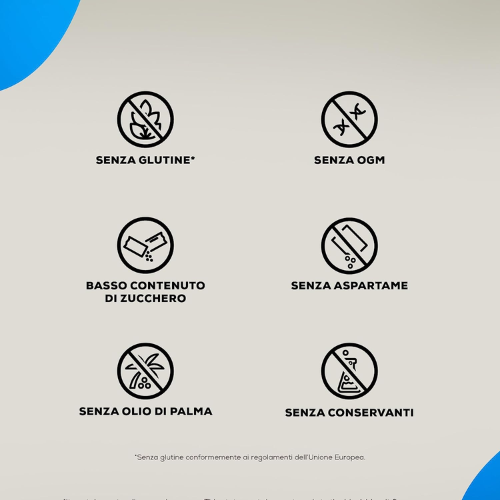 SENZA GLUTINE*
SENZA OGM
BASSO CONTENUTO
DI ZUCCHERO
SENZA ASPARTAME
SENZA OLIO DI PALMA
SENZA CONSERVANTI
*Senza glutine conformemente ai regolamenti dell'Unione Europea.